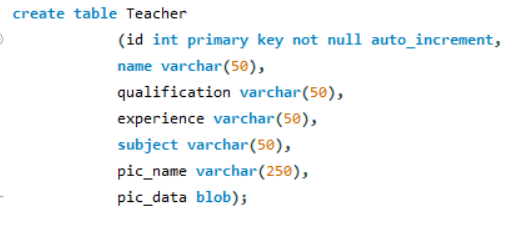 create table Teacher
(id int primary key not null auto_increment,
name varchar(50),
qualification varchar(50),
experience varchar(50),
subject varchar(50),
pic_name varchar(250),
pic_data blob);